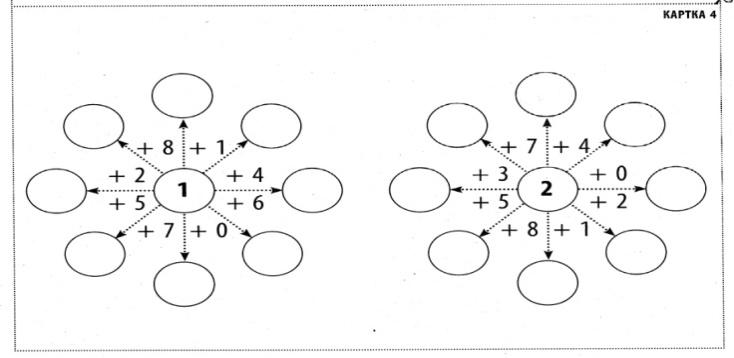 КАРТКА 4
+ 8 + 1 + 7 + 4
+ 2 + 4 + 3 + 0
1 2
+ 5 + 6 + 5 + 2
+ 7 + 0 + 8 + 1